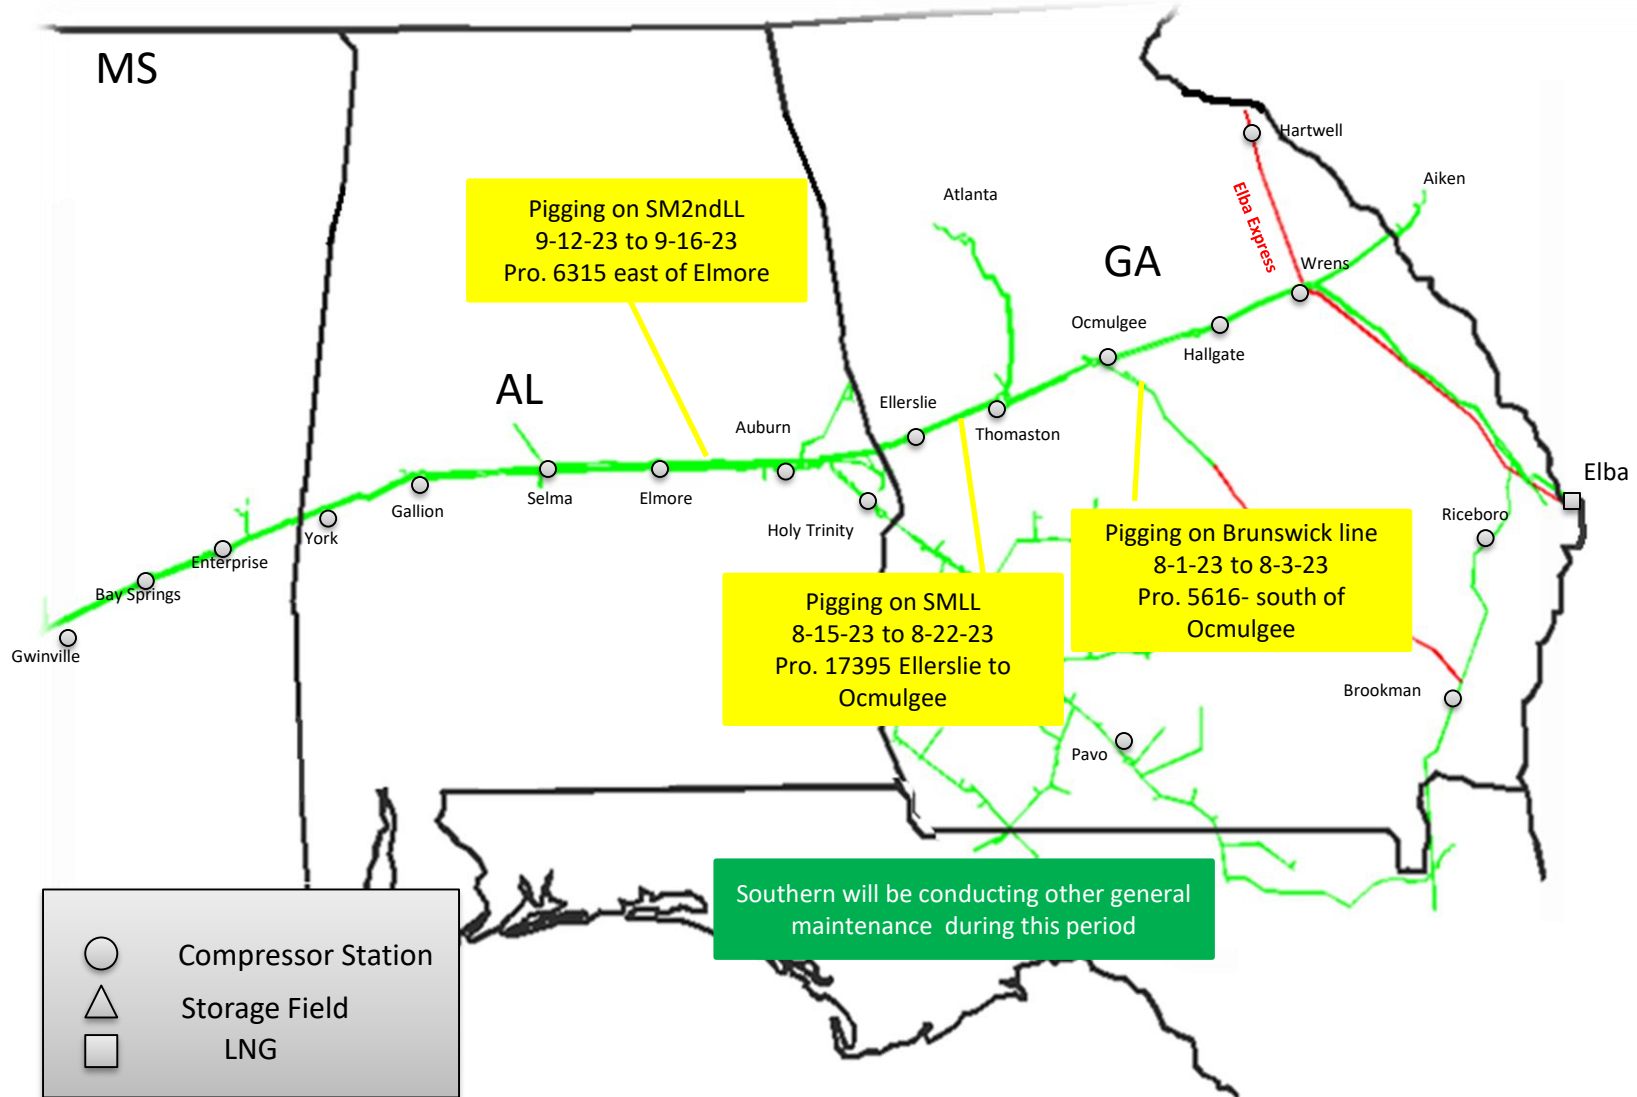 MS
Hartwell
Aiken
Atlanta
Elba Express
Pigging on SM2ndLL
9-12-23 to 9-16-23
Pro. 6315 east of Elmore
GA
Wrens
Ocmulgee
Hallgate
AL
Ellerslie
Auburn
Thomaston
Elba
Selma
Elmore
Gallion
Holy Trinity
Riceboro
York
Enterprise
Bay Springs
Gwinville
Pigging on Brunswick line
8-1-23 to 8-3-23
Pro. 5616- south of
Ocmulgee
Pigging on SMLL
8-15-23 to 8-22-23
Pro. 17395 Ellerslie to
Ocmulgee
Brookman
Pavo
Southern will be conducting other general
maintenance  during this period
Compressor Station
Storage Field
LNG